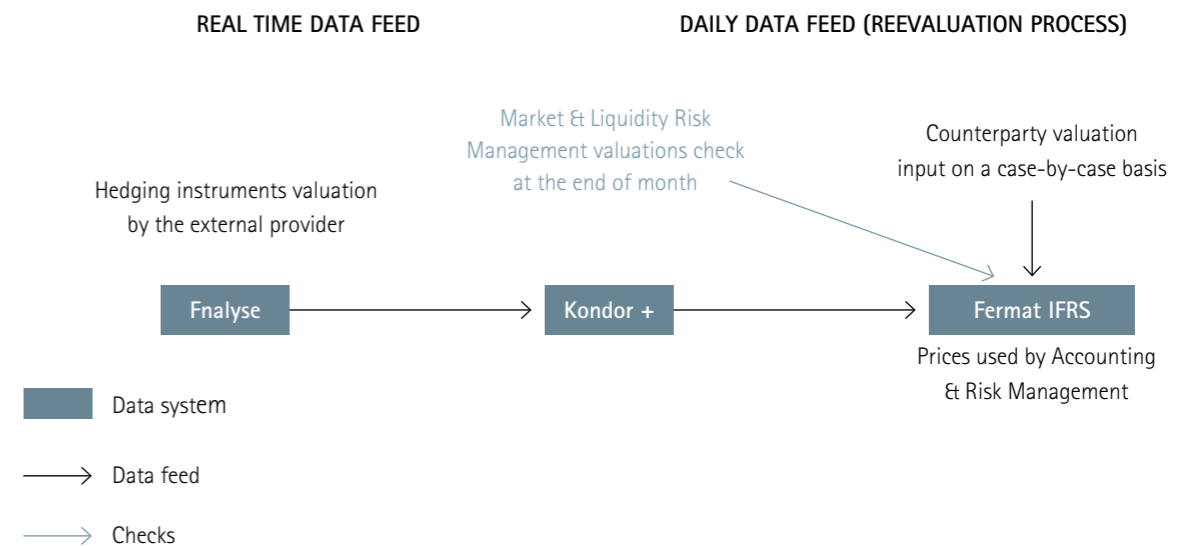 REAL TIME DATA FEED
DAILY DATA FEED (REEVALUATION PROCESS)
Market & Liquidity Risk
Management valuations check
at the end of month
Counterparty valuation
input on a case-by-case basis
Hedging instruments valuation
by the external provider
Fnalyse
Kondor +
Fermat IFRS
Prices used by Accounting
& Risk Management
Data system
Data feed
Checks